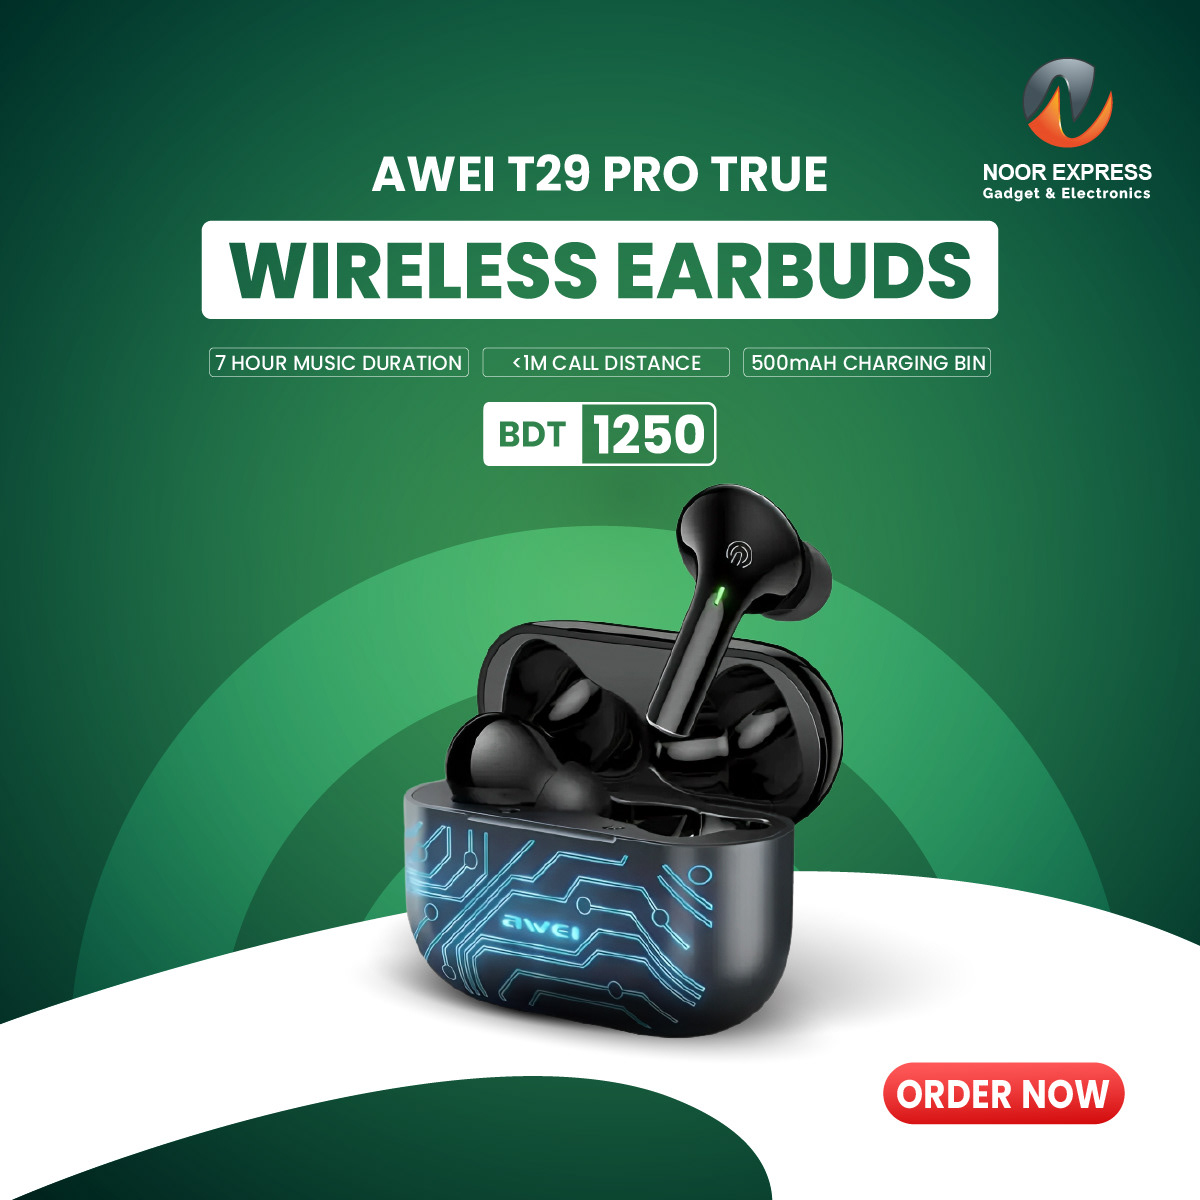 NOOR EXPRESS
Gadget & Electronics
AWEI T29 PRO TRUE
WIRELESS EARBUDS
7 HOUR MUSIC DURATION
<1M CALL DISTANCE
500mAH CHARGING BIN
BDT 1250
awei
ORDER NOW